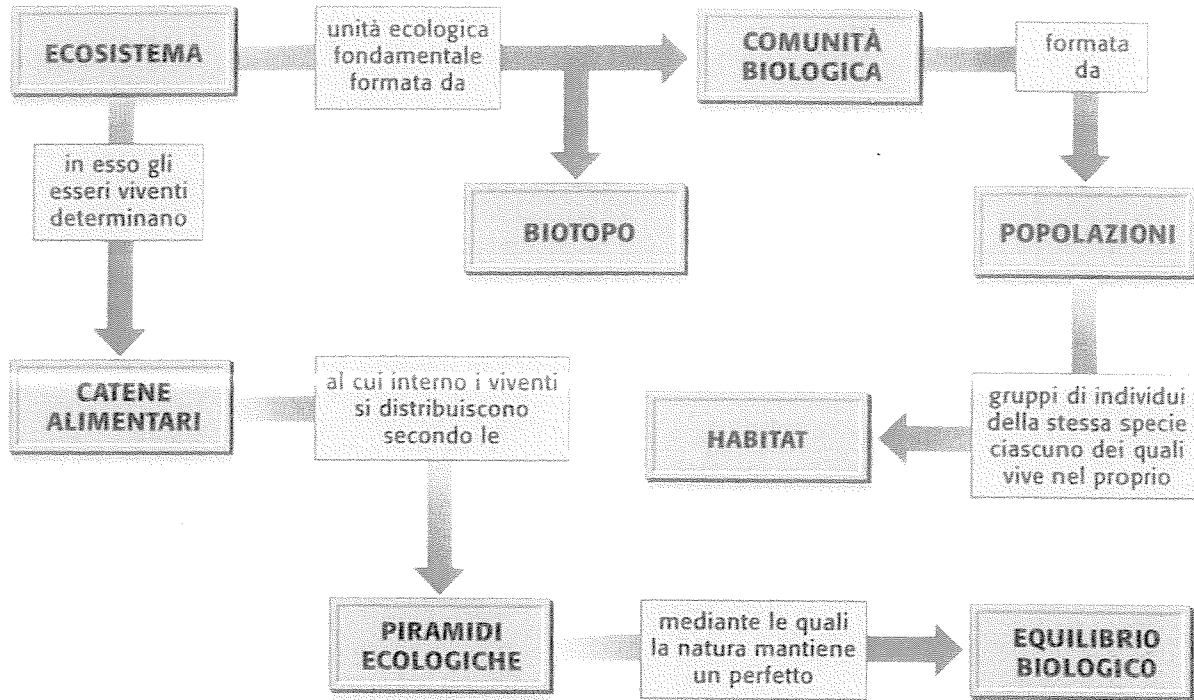 ECOSISTEMA
unità ecologica
fondamentale
formata da
COMUNITÀ
BIOLOGICA
formata
da
in esso gli
esseri viventi
determinano
BIOTOPO
POPOLAZIONI
CATENE
ALIMENTARI
al cui interno i viventi
si distribuiscono
secondo le
HABITAT
gruppi di individui
della stessa specie
ciascuno dei quali
vive nel proprio
PIRAMIDI
ECOLOGICHE
mediante le quali
la natura mantiene
un perfetto
EQUILIBRIO
BIOLOGICO